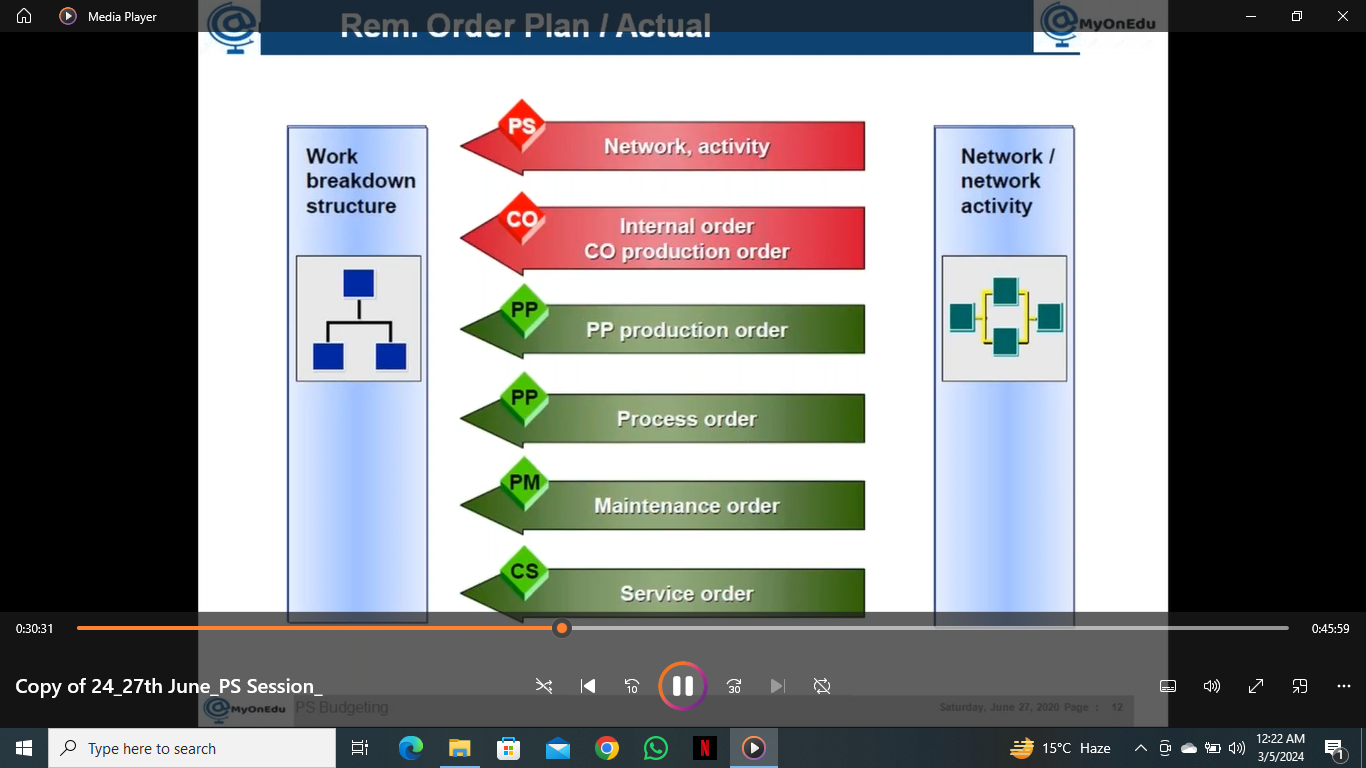 Media Player
Rem. Order Plan / Actual
MyOnEdu
Work
breakdown
structure
PS
Network, activity
CO
Internal order
CO production order
PP
PP production order
PP
Process order
PM
Maintenance order
CS
Service order
Network /
network
activity
0:30:31
0:45:59
Copy of 24_27th June_PS Session_
10
30
MyOnEdu
PS Budgeting
Saturday, June 27, 2020 Page : 12
Type here to search
N
15°C Haze
12:22 AM
3/5/2024
1